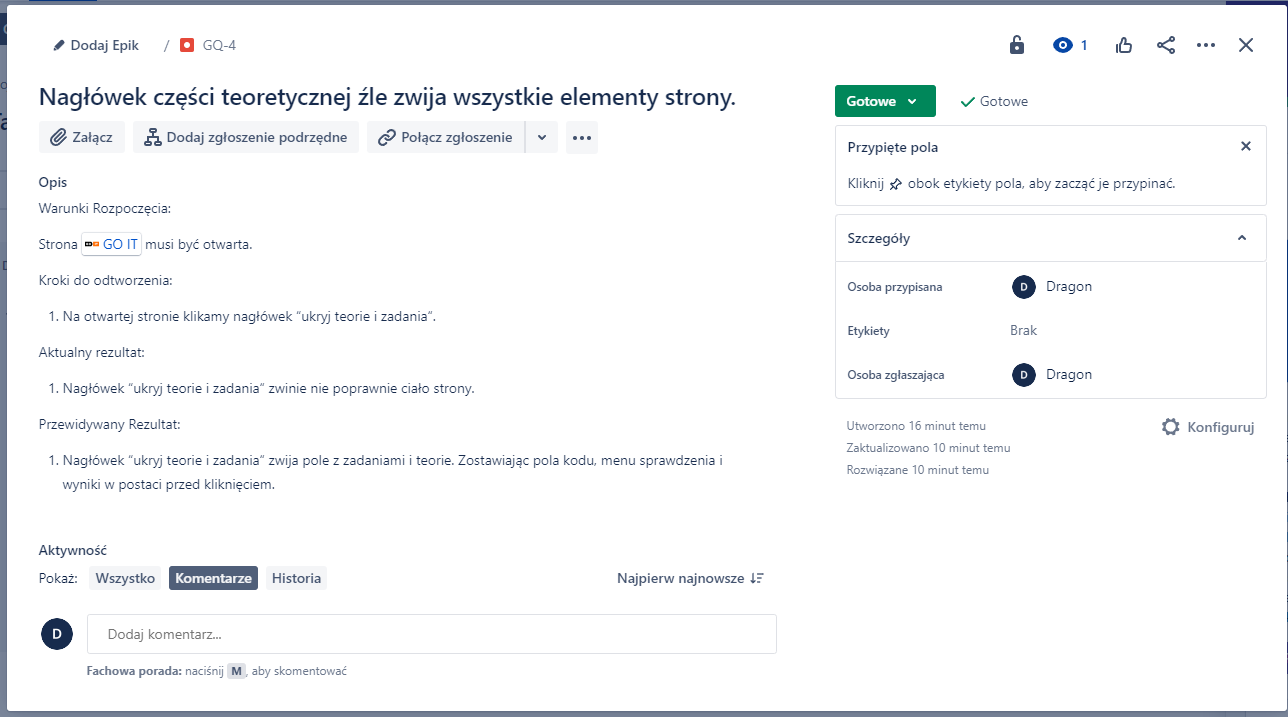 Dodaj Epik / GQ-4
1
Nagłówek części teoretycznej źle zwija wszystkie elementy strony.
Załącz Dodaj zgłoszenie podrzędne Połącz zgłoszenie
Opis
Warunki Rozpoczęcia:
Strona GO IT musi być otwarta.
Kroki do odtworzenia:
1. Na otwartej stronie klikamy nagłówek “ukryj teorie i zadania“.
Aktualny rezultat:
1. Nagłówek “ukryj teorie i zadania“ zwinie nie poprawnie ciało strony.
Przewidywany Rezultat:
1. Nagłówek “ukryj teorie i zadania“ zwija pole z zadaniami i teorie. Zostawiając pola kodu, menu sprawdzenia i
wyniki w postaci przed kliknięciem.
Aktywność
Pokaż: Wszystko Komentarze Historia Najpierw najnowsze
D Dodaj komentarz...
Fachowa porada: naciśnij M, aby skomentować
Gotowe Gotowe
Przypięte pola
Kliknij obok etykiety pola, aby zacząć je przypinać.
Szczegóły
Osoba przypisana D Dragon
Etykiety Brak
Osoba zgłaszająca D Dragon
Utworzono 16 minut temu Konfiguruj
Zaktualizowano 10 minut temu
Rozwiązane 10 minut temu